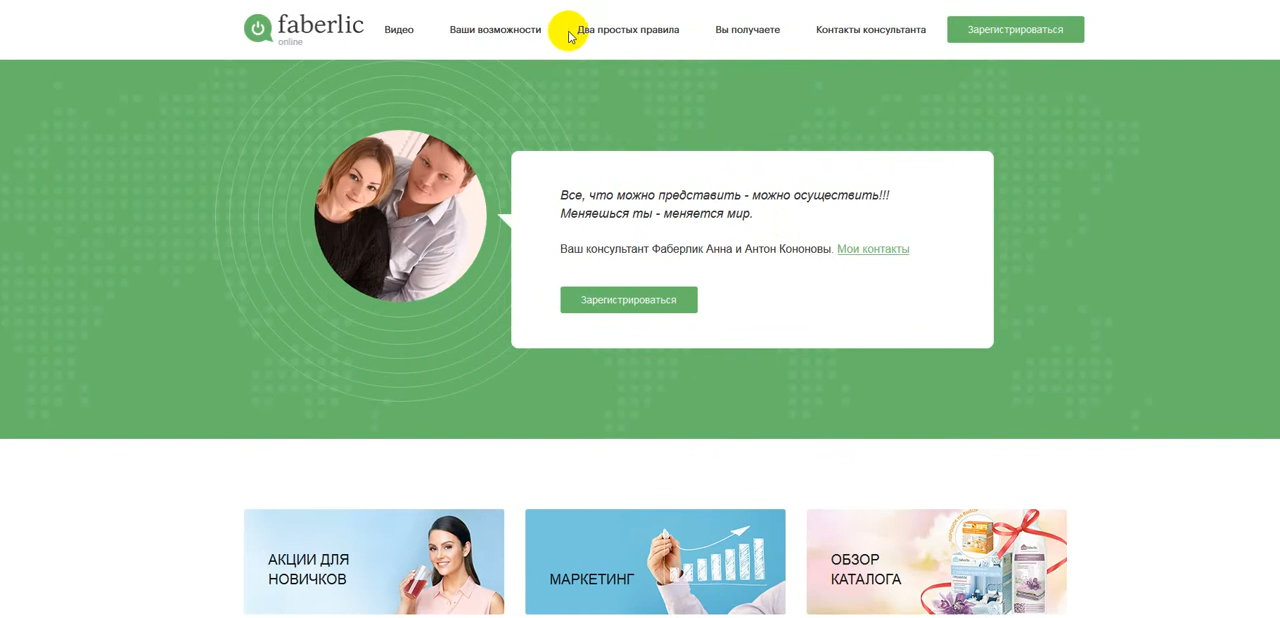 faberlic
online
Видео
Ваши возможности
Два простых правила
Вы получаете
Контакты консультанта
Зарегистрироваться
Все, что можно представить - можно осуществить!!!
Меняешься ты - меняется мир.
Ваш консультант Фаберлик Анна и Антон Кононовы. Мои контакты
Зарегистрироваться
АКЦИИ ДЛЯ
НОВИЧКОВ
МАРКЕТИНГ
ОБЗОР
КАТАЛОГА